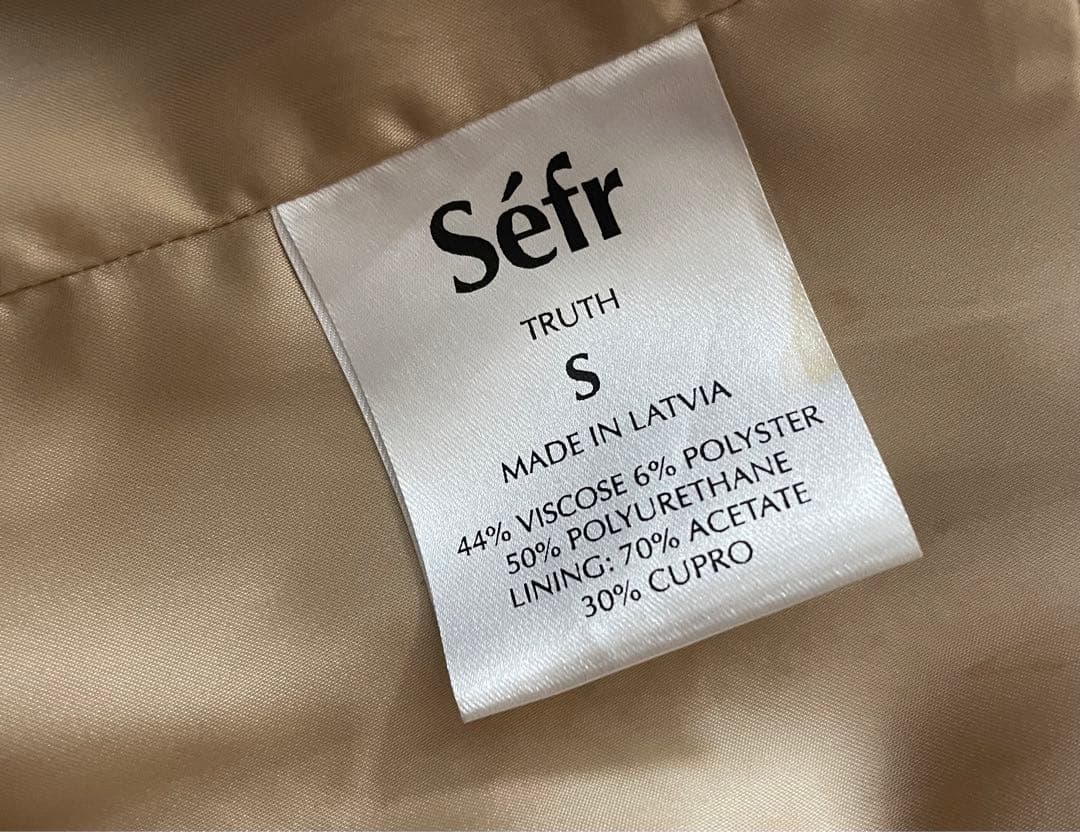 Séfr
TRUTH
S
MADE IN LATVIA
44% VISCOSE 6% POLYSTER
50% POLYURETHANE
LINING: 70% ACETATE
30% CUPRO